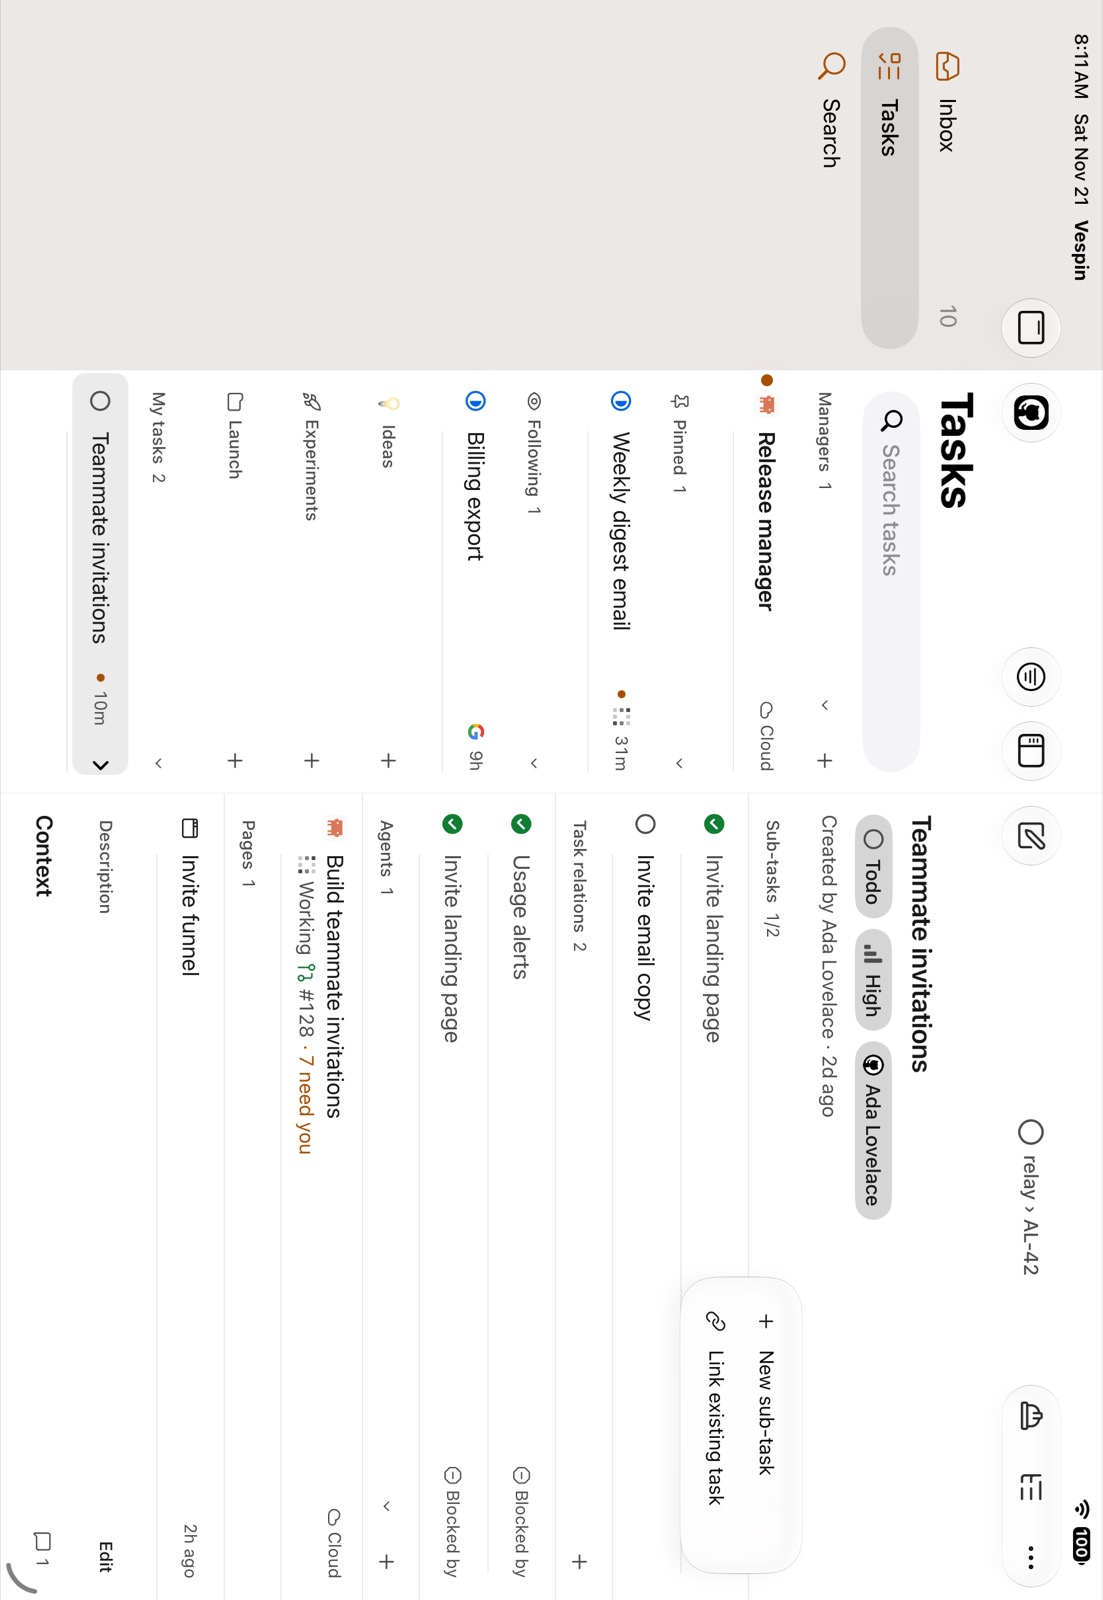 8:11 AM Sat Nov 21 Vespin
100
Inbox 10
Tasks
Search
Tasks
Search tasks
Managers 1
Release manager Cloud
Pinned 1
Weekly digest email 31m
Following 1
Billing export 9h
Ideas
Experiments
Launch
My tasks 2
Teammate invitations 10m
relay › AL-42
Teammate invitations
Todo High Ada Lovelace
Created by Ada Lovelace · 2d ago
Sub-tasks 1/2
New sub-task
Link existing task
Invite landing page
Invite email copy
Task relations 2
Usage alerts Blocked by
Invite landing page Blocked by
Agents 1
Build teammate invitations Cloud
Working #128 · 7 need you
Pages 1
Invite funnel 2h ago
Description Edit
Context 1